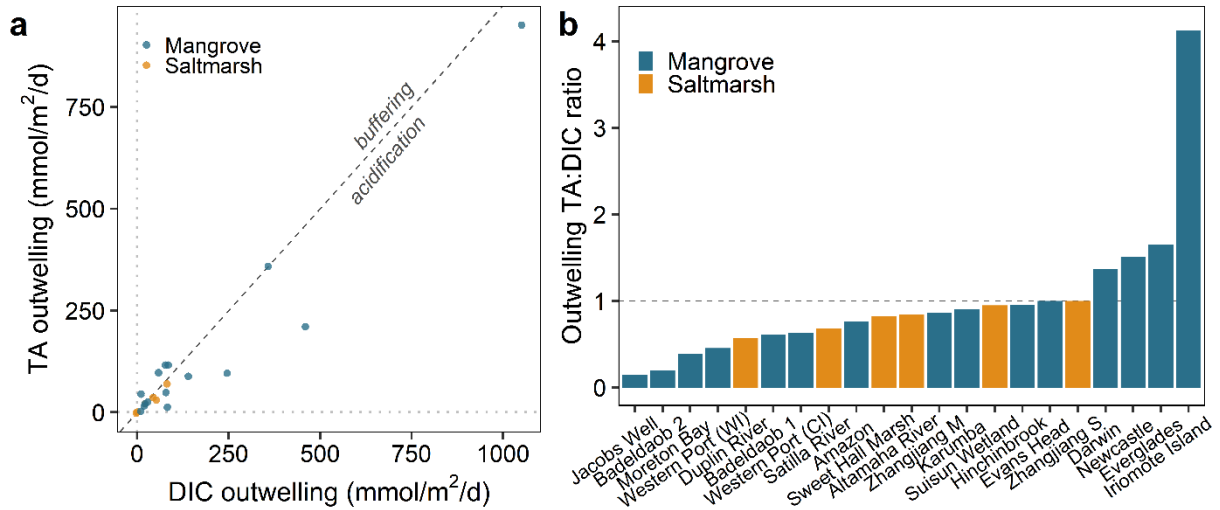 a
Mangrove
Saltmarsh
buffering
acidification
TA outwelling (mmol/m²/d)
750
500
250
0
0
250
500
750
1000
DIC outwelling (mmol/m²/d)
b
Mangrove
Saltmarsh
Outwelling TA:DIC ratio
4
3
2
1
0
Jacobs Well
Badeldaob 2
Moreton Bay
Western Port (WI)
Duplin River
Badeldaob 1
Western Port (CI)
Satilla River
Amazon
Sweet Hall Marsh
Altamaha River
Zhangjiang M
Karumba
Suisun Wetland
Hinchinbrook
Evans Head
Zhangjiang S
Darwin
Newcastle
Everglades
Iriomote Island